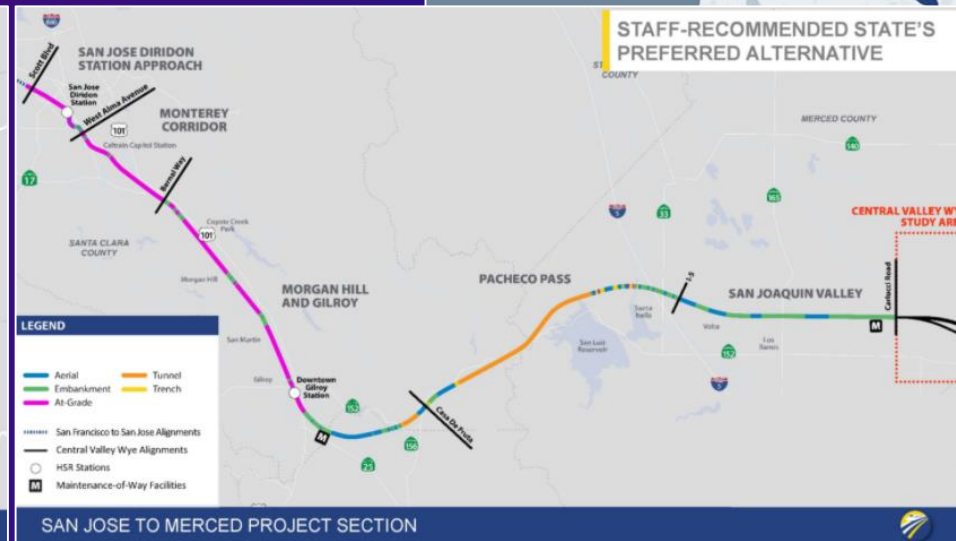 STAFF-RECOMMENDED STATE'S
PREFERRED ALTERNATIVE
SAN JOSE DIRIDON
STATION APPROACH
Scott Blvd
San Jose
Diridon
Station
West Alma Avenue
MONTEREY
CORRIDOR
101
Caltrain Capitol Station
17
Bernal Way
Coyote Creek
Park
101
SANTA CLARA
COUNTY
Morgan Hill
MORGAN HILL
AND GILROY
San Martin
Gilroy
Downtown
Gilroy
Station
M
152
25
156
Casa De Fruta
PACHECO PASS
COUNTY
MERCED COUNTY
140
165
33
5
I-5
San Luis
Reservoir
Santa
Nella
Volta
SAN JOAQUIN VALLEY
Los
Banos
152
5
M
Carlucci Road
CENTRAL VALLEY WY
STUDY ARE
LEGEND
Aerial
Tunnel
Embankment
Trench
At-Grade
San Francisco to San Jose Alignments
Central Valley Wye Alignments
HSR Stations
M Maintenance-of-Way Facilities
SAN JOSE TO MERCED PROJECT SECTION